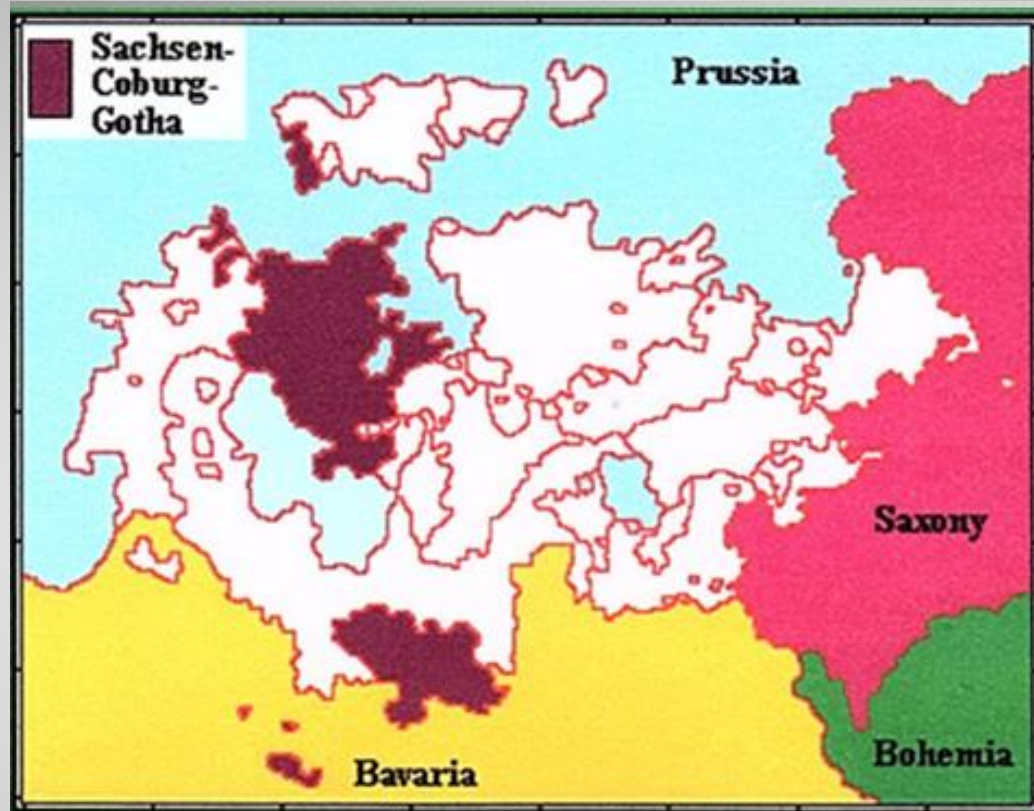 Sachsen-
Coburg-
Gotha
Prussia
Saxony
Bohemia
Bavaria